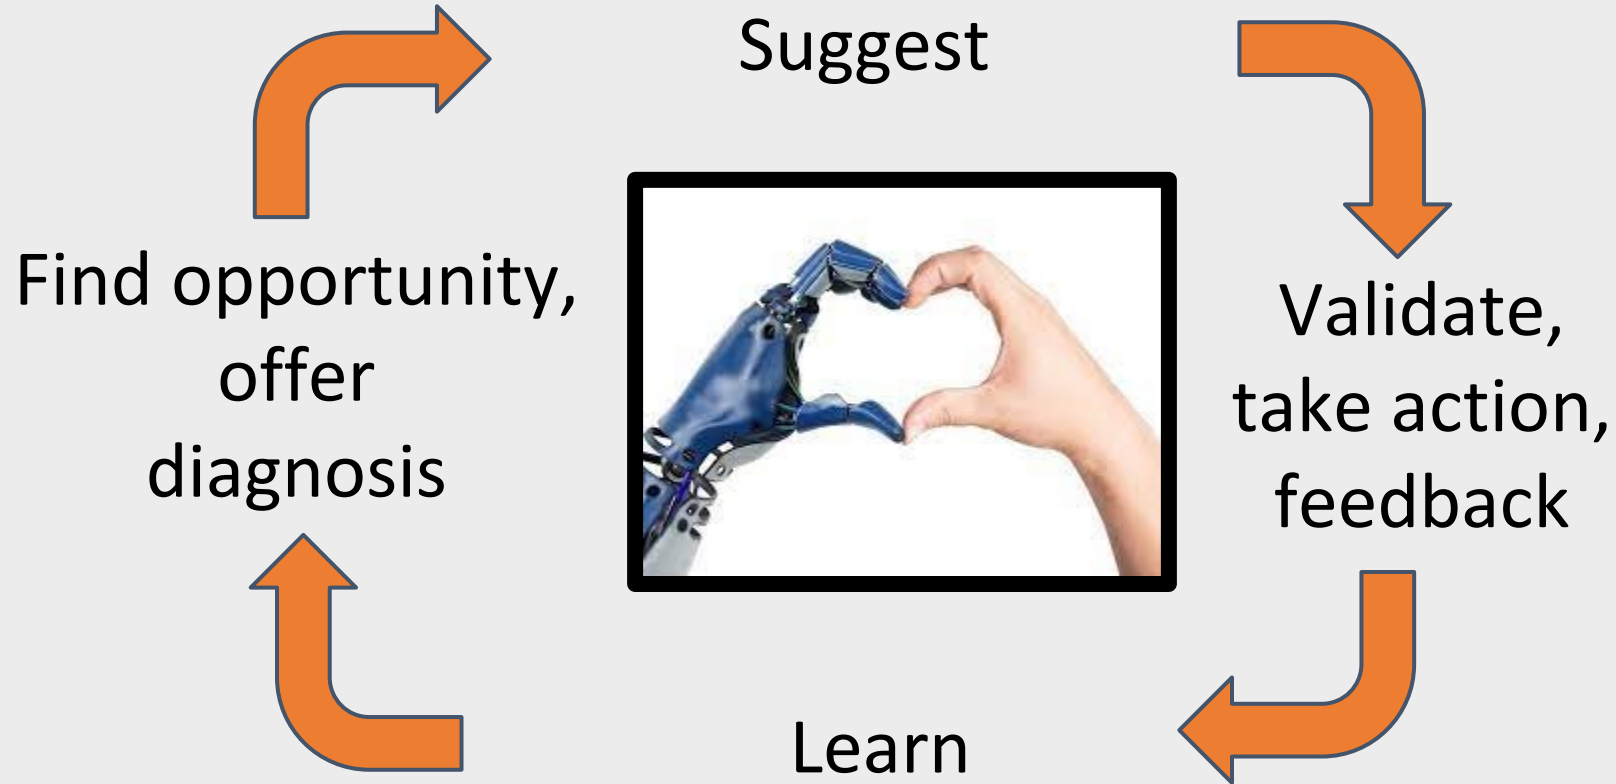 Suggest
Find opportunity,
offer
diagnosis
Validate,
take action,
feedback
Learn